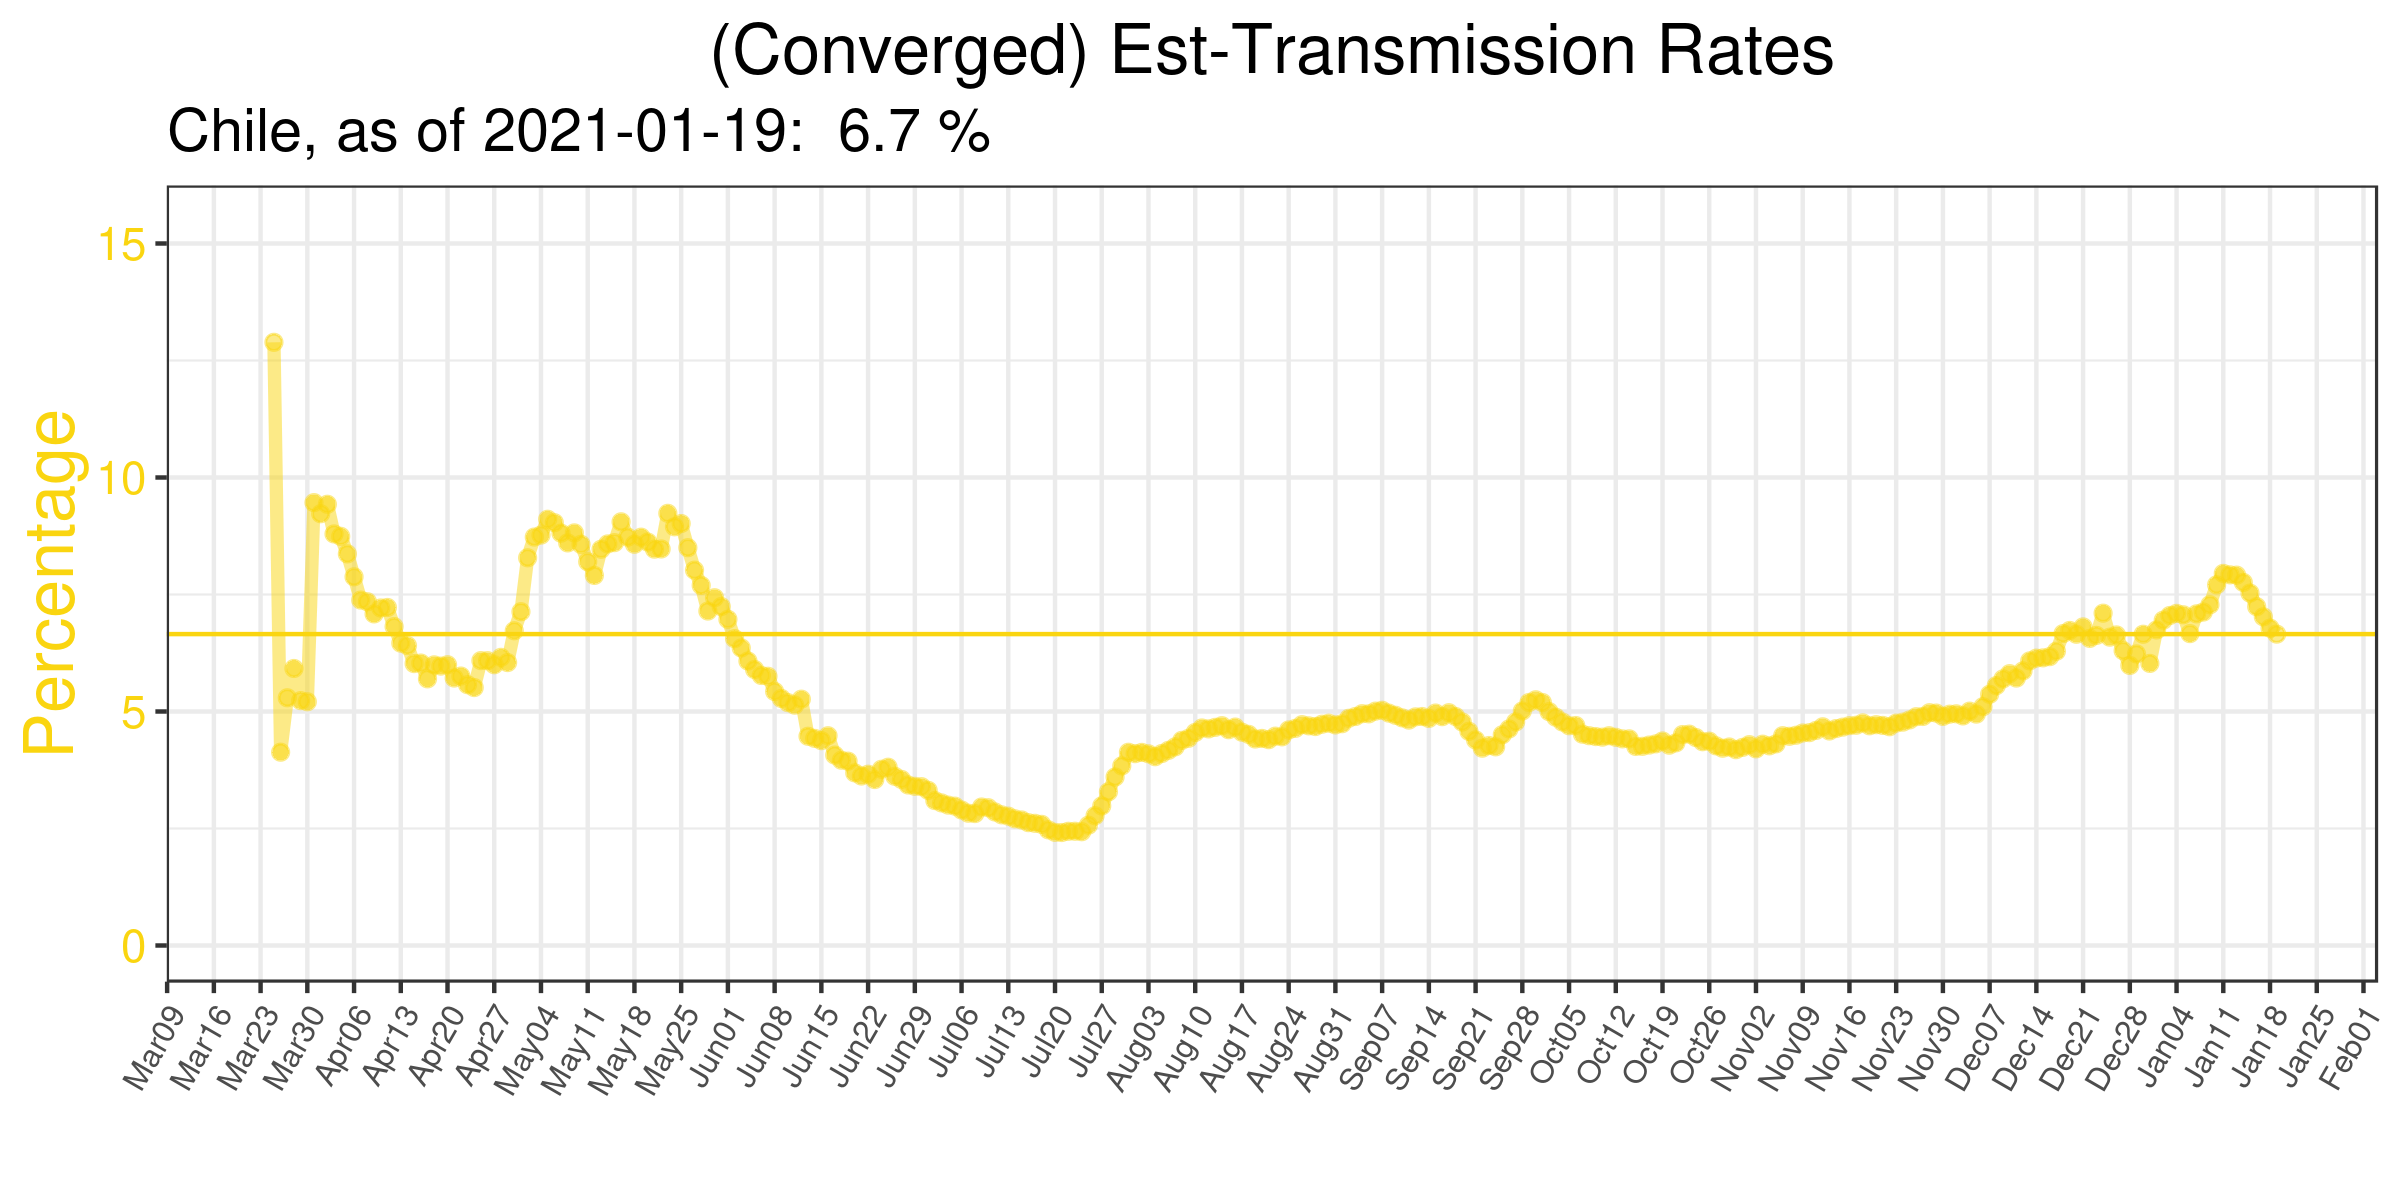 (Converged) Est-Transmission Rates
Chile, as of 2021-01-19:  6.7 %
Percentage
15
10
5
0
Mar09
Mar16
Mar23
Mar30
Apr06
Apr13
Apr20
Apr27
May04
May11
May18
May25
Jun01
Jun08
Jun15
Jun22
Jun29
Jul06
Jul13
Jul20
Jul27
Aug03
Aug10
Aug17
Aug24
Aug31
Sep07
Sep14
Sep21
Sep28
Oct05
Oct12
Oct19
Oct26
Nov02
Nov09
Nov16
Nov23
Nov30
Dec07
Dec14
Dec21
Dec28
Jan04
Jan11
Jan18
Jan25
Feb01